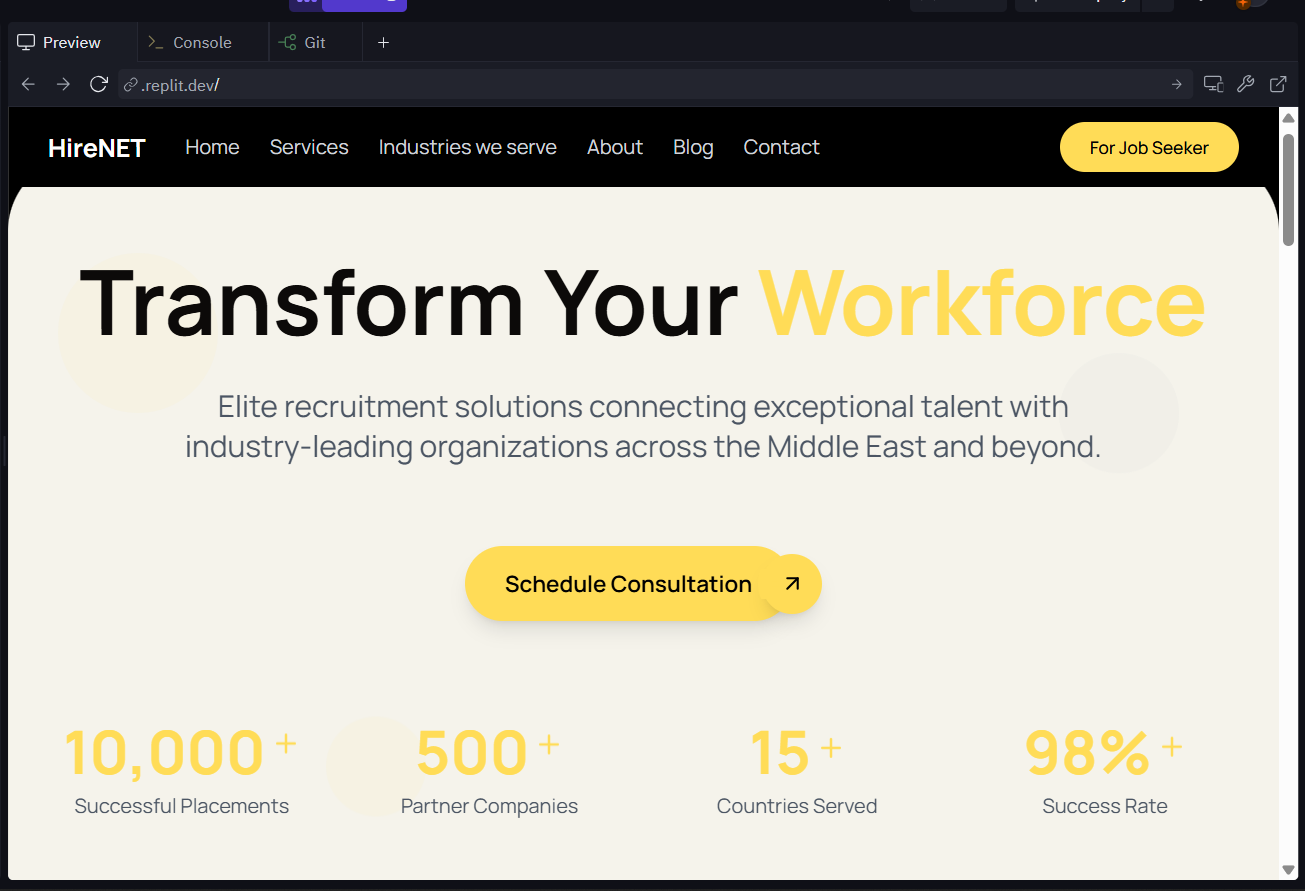 Preview
Console
Git
.replit.dev/
HireNET
Home
Services
Industries we serve
About
Blog
Contact
For Job Seeker
Transform Your Workforce
Elite recruitment solutions connecting exceptional talent with
industry-leading organizations across the Middle East and beyond.
Schedule Consultation
10,000 +
500 +
15 +
98% +
Successful Placements
Partner Companies
Countries Served
Success Rate